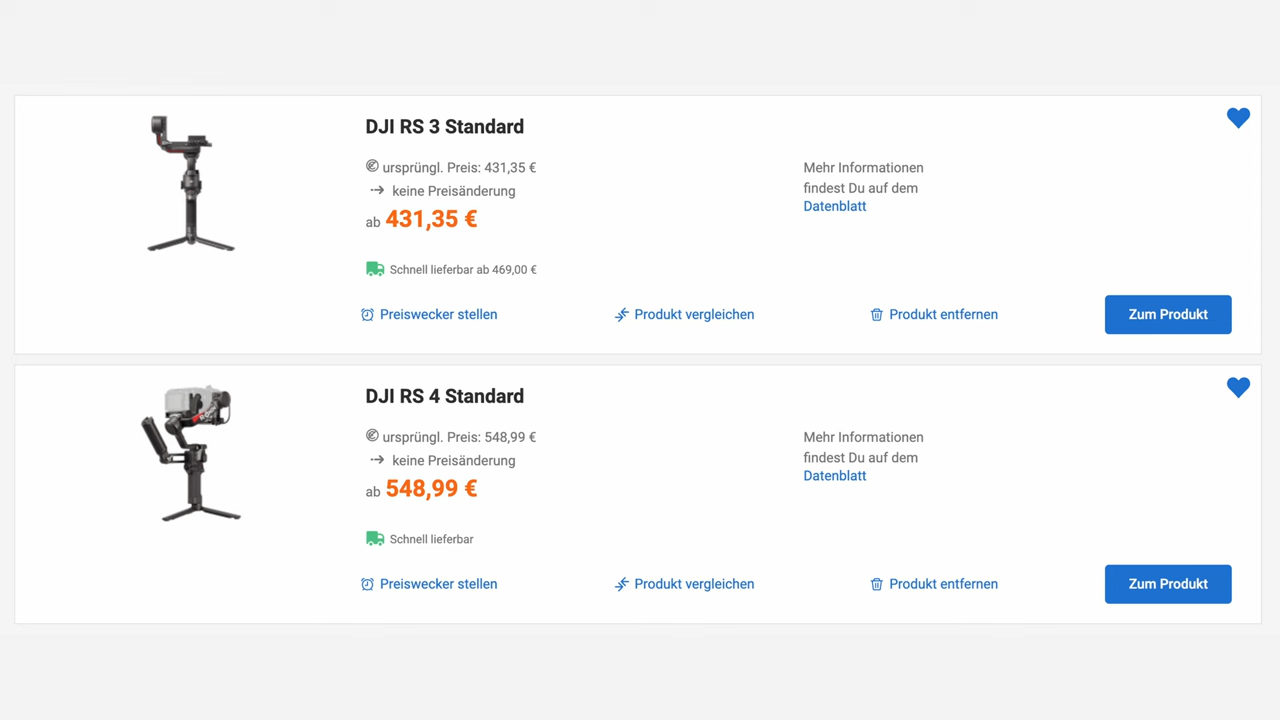 DJI RS 3 Standard
ursprüngl. Preis: 431,35 €
keine Preisänderung
ab 431,35 €
Mehr Informationen
findest Du auf dem
Datenblatt
Schnell lieferbar ab 469,00 €
Preiswecker stellen
Produkt vergleichen
Produkt entfernen
Zum Produkt
DJI RS 4 Standard
ursprüngl. Preis: 548,99 €
keine Preisänderung
ab 548,99 €
Mehr Informationen
findest Du auf dem
Datenblatt
Schnell lieferbar
Preiswecker stellen
Produkt vergleichen
Produkt entfernen
Zum Produkt